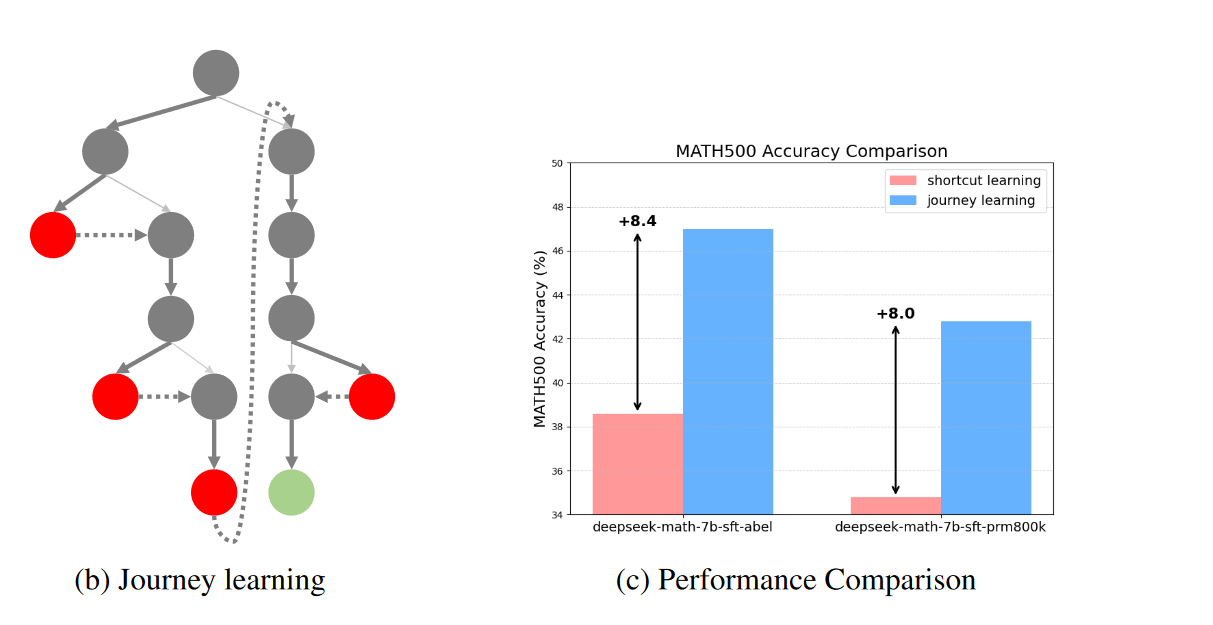 MATH500 Accuracy Comparison
50
48
46
44
42
40
38
36
34
MATH500 Accuracy (%)
shortcut learning
journey learning
+8.4
+8.0
deepseek-math-7b-sft-abel
deepseek-math-7b-sft-prm800k
(b) Journey learning
(c) Performance Comparison